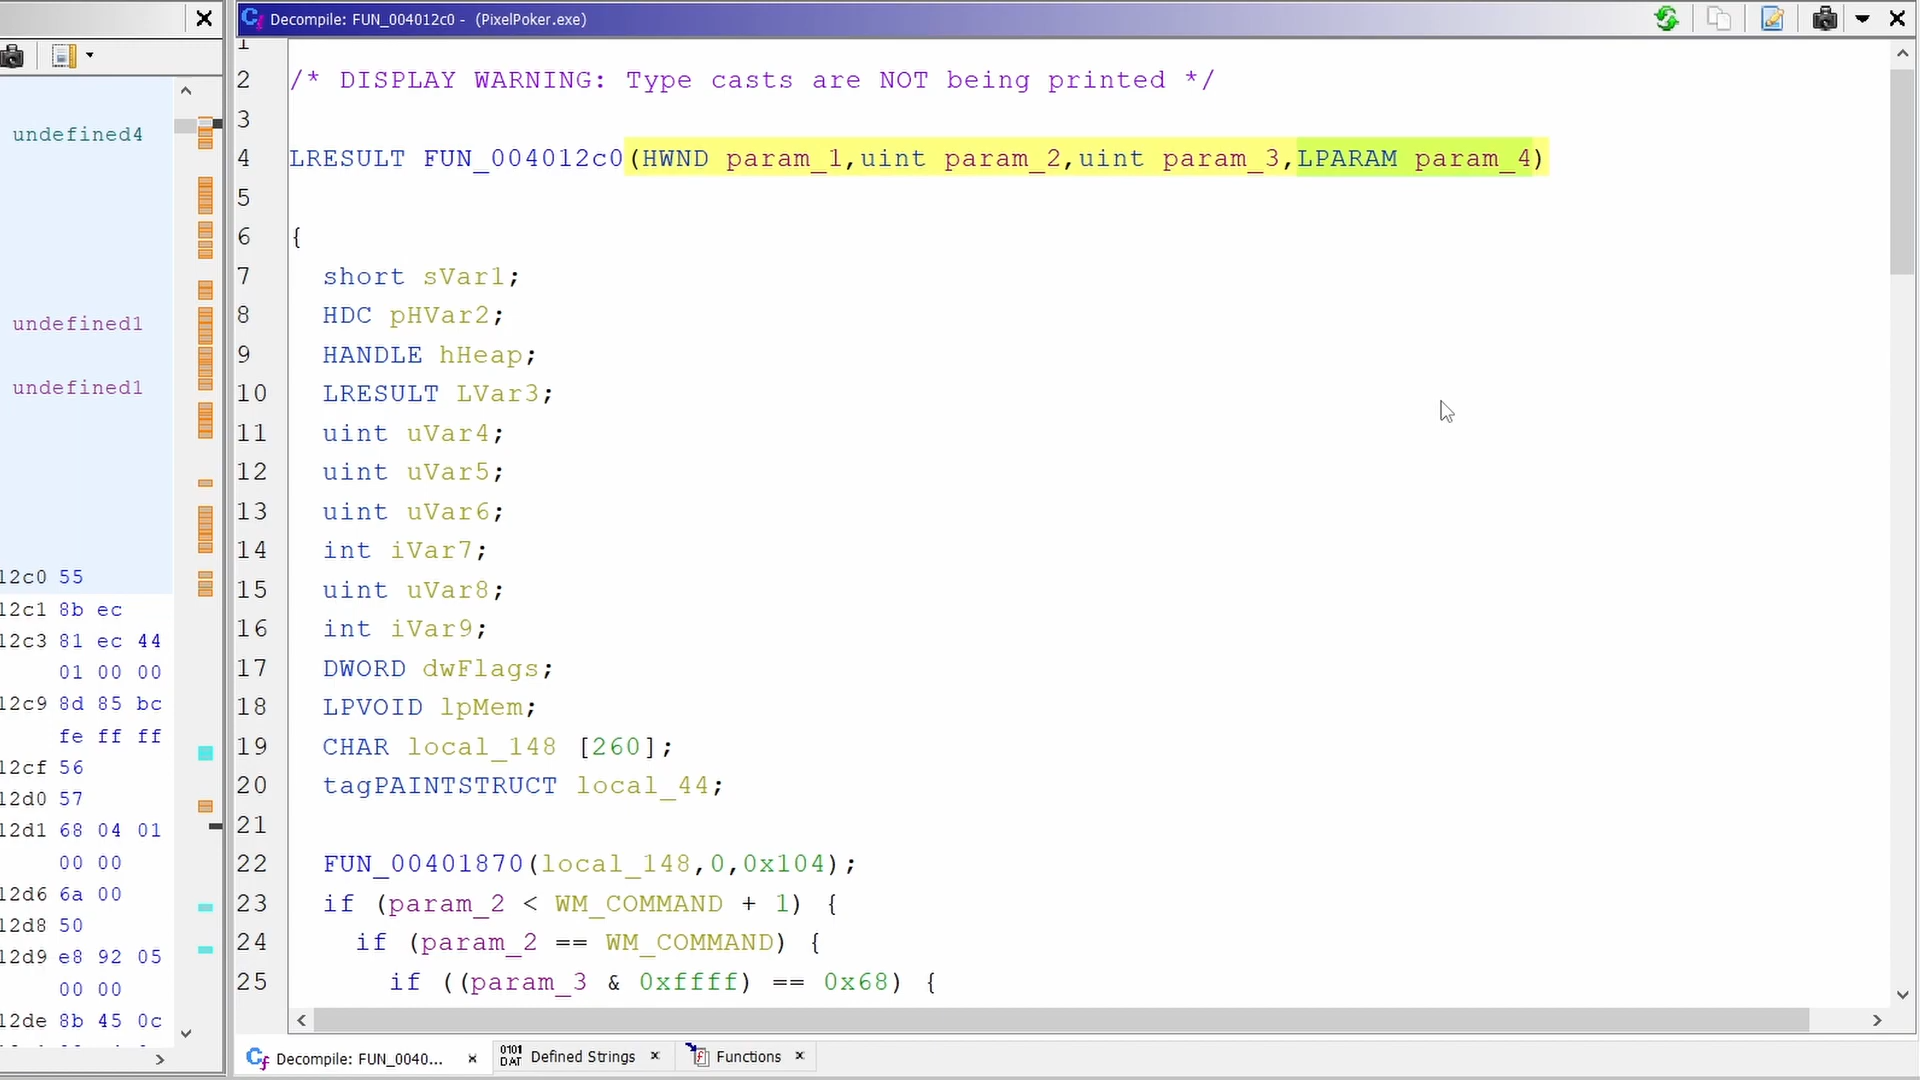 Decompile: FUN_004012c0 - (PixelPoker.exe)
undefined4
undefined1
undefined1
12c0 55
12c1 8b ec
12c3 81 ec 44
01 00 00
12c9 8d 85 bc
fe ff ff
12cf 56
12d0 57
12d1 68 04 01
00 00
12d6 6a 00
12d8 50
12d9 e8 92 05
00 00
12de 8b 45 0c
1
2 /* DISPLAY WARNING: Type casts are NOT being printed */
3
4 LRESULT FUN_004012c0(HWND param_1,uint param_2,uint param_3,LPARAM param_4)
5
6 {
7 short sVar1;
8 HDC pHVar2;
9 HANDLE hHeap;
10 LRESULT LVar3;
11 uint uVar4;
12 uint uVar5;
13 uint uVar6;
14 int iVar7;
15 uint uVar8;
16 int iVar9;
17 DWORD dwFlags;
18 LPVOID lpMem;
19 CHAR local_148 [260];
20 tagPAINTSTRUCT local_44;
21
22 FUN_00401870(local_148,0,0x104);
23 if (param_2 < WM_COMMAND + 1) {
24 if (param_2 == WM_COMMAND) {
25 if ((param_3 & 0xffff) == 0x68) {
Decompile: FUN_0040...
0101
DAT
Defined Strings
Functions